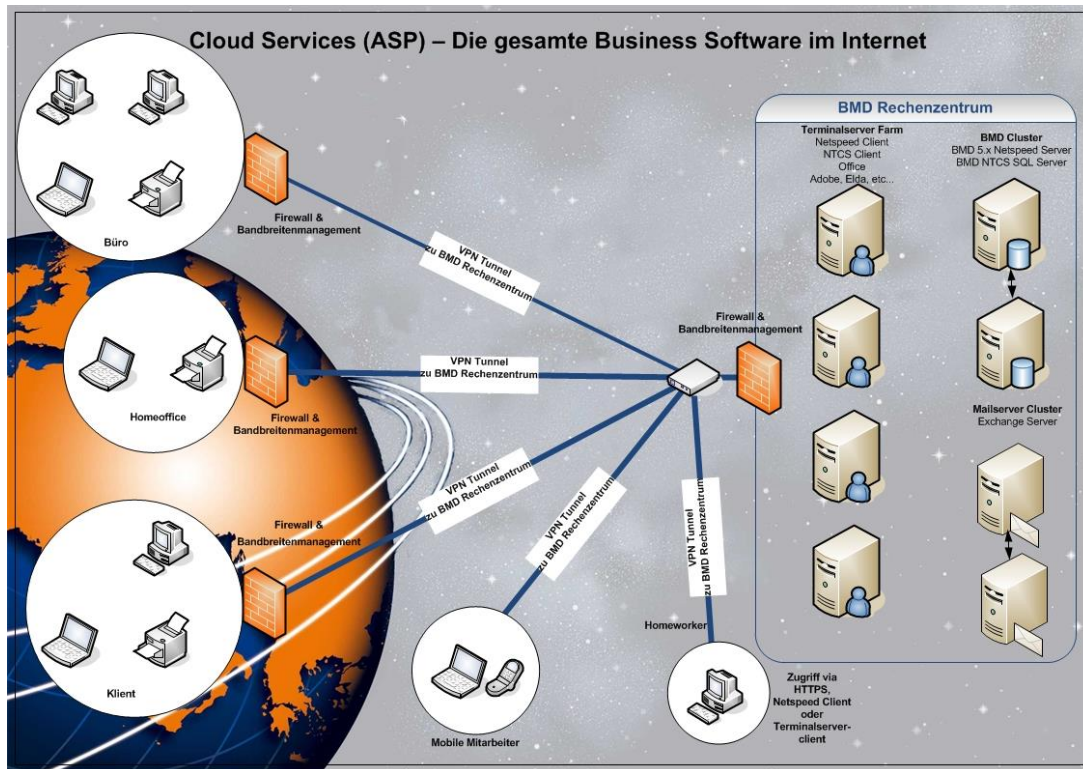 Cloud Services (ASP) – Die gesamte Business Software im Internet
Büro
Firewall &
Bandbreitenmanagement
VPN Tunnel
zu BMD Rechenzentrum
Homeoffice
Firewall &
Bandbreitenmanagement
VPN Tunnel
zu BMD Rechenzentrum
Klient
Firewall &
Bandbreitenmanagement
VPN Tunnel
zu BMD Rechenzentrum
Mobile Mitarbeiter
VPN Tunnel
zu BMD Rechenzentrum
Homeworker
VPN Tunnel
zu BMD Rechenzentrum
Zugriff via
HTTPS,
Netspeed Client
oder
Terminalserver-
client
Firewall &
Bandbreitenmanagement
BMD Rechenzentrum
Terminalserver Farm
Netspeed Client
NTCS Client
Office
Adobe, Elda, etc...
BMD Cluster
BMD 5.x Netspeed Server
BMD NTCS SQL Server
Mailserver Cluster
Exchange Server